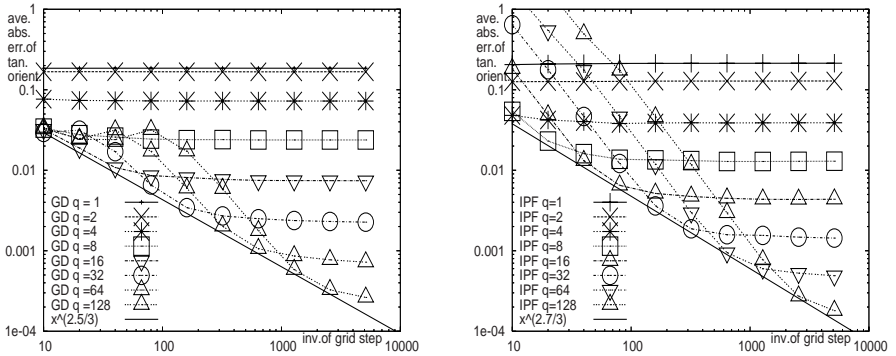 1
ave.
abs.
err.of
tan.
orient.
0.1
0.01
0.001
1e-04
GD q = 1
GD q=2
GD q=4
GD q=8
GD q=16
GD q=32
GD q=64
GD q=128
x^(2.5/3)
inv.of grid step
10
100
1000
10000
1
ave.
abs.
err.of
tan.
orient.
0.1
0.01
0.001
1e-04
IPF q=1
IPF q=2
IPF q=4
IPF q=8
IPF q=16
IPF q=32
IPF q=64
IPF q=128
x^(2.7/3)
inv.of grid step
10
100
1000
10000